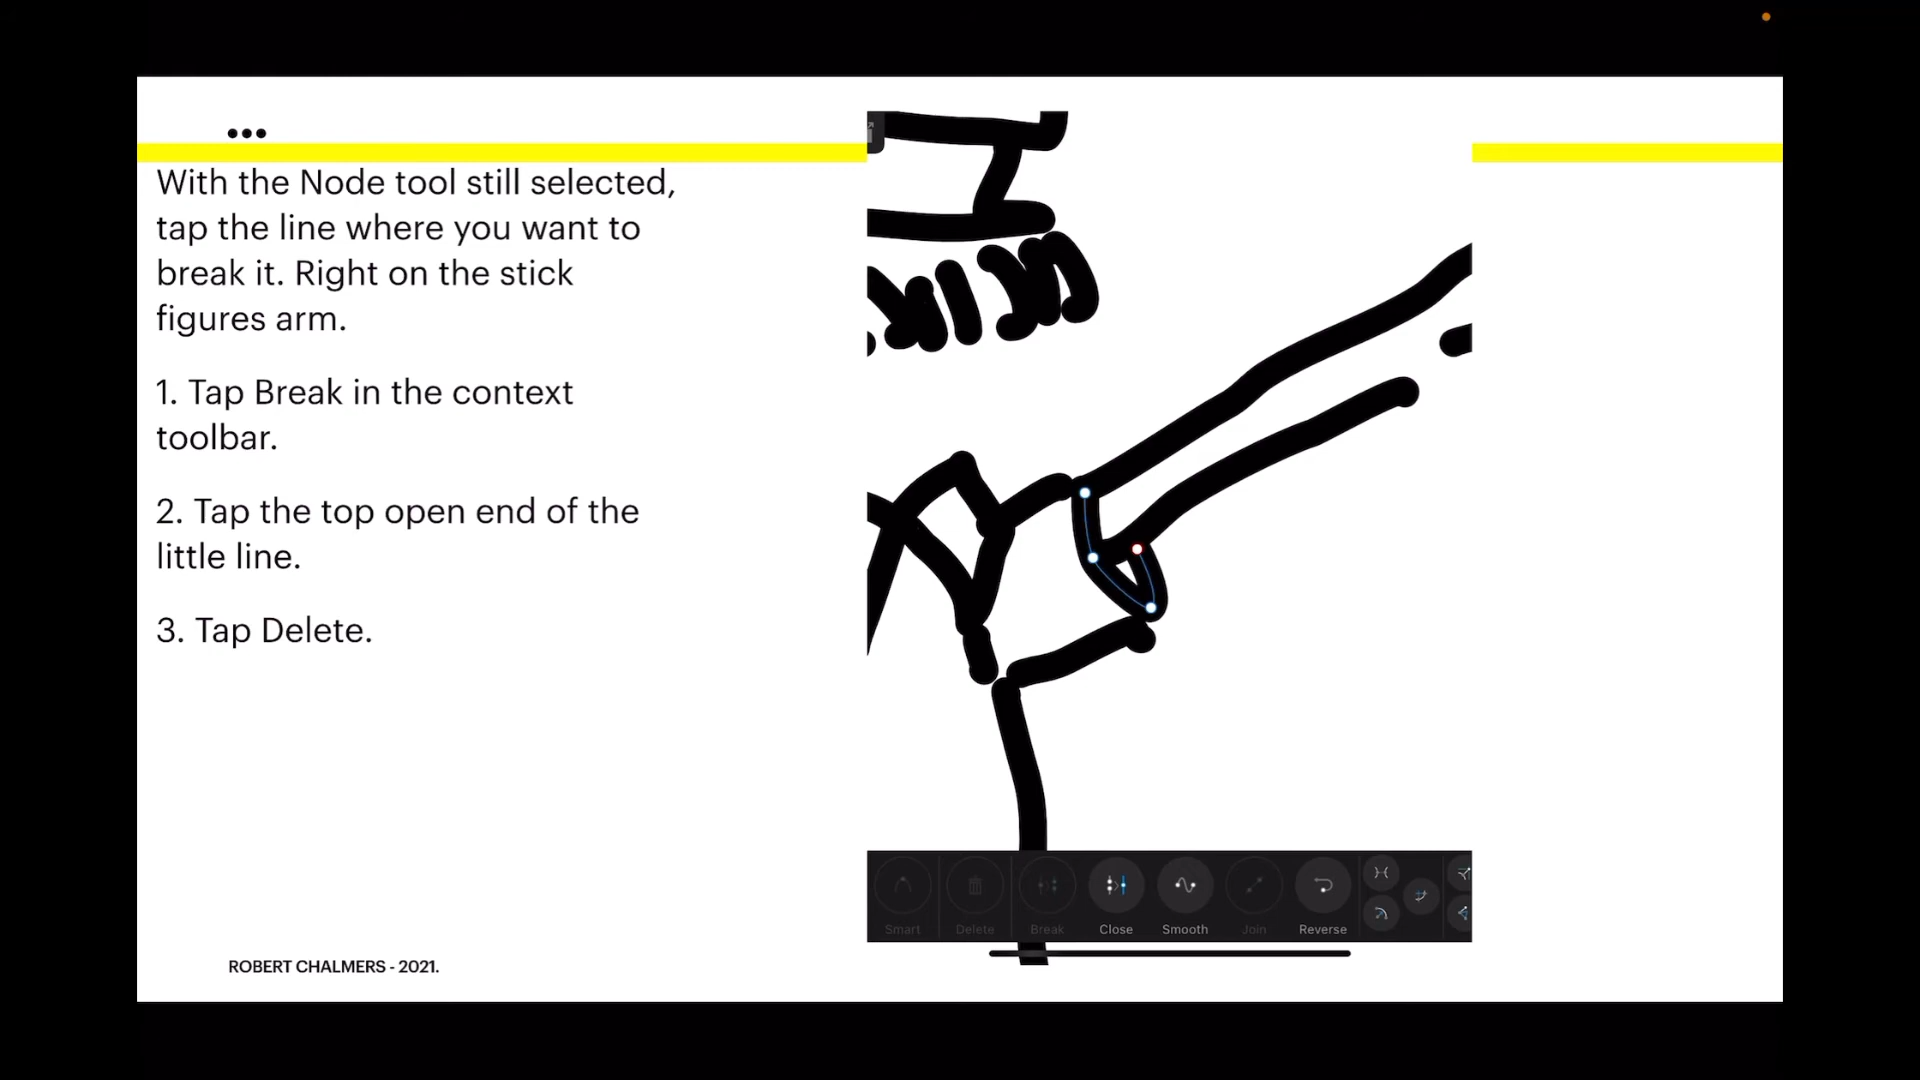 •••
With the Node tool still selected,
tap the line where you want to
break it. Right on the stick
figures arm.
1. Tap Break in the context
toolbar.
2. Tap the top open end of the
little line.
3. Tap Delete.
Smart Delete Break Close Smooth Join Reverse
ROBERT CHALMERS - 2021.